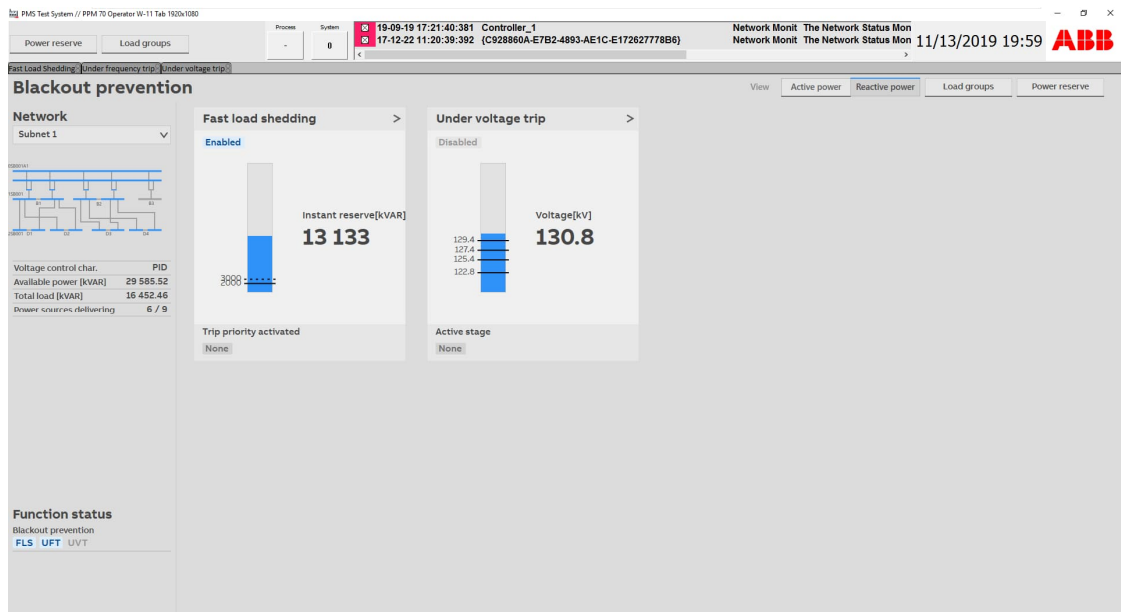 PMS Test System // PPM 70 Operator W-11 Tab 1920x1080
Power reserve
Load groups
Process
-
System
0
19-09-19 17:21:40:381 Controller_1 Network Monit The Network Status Mon
17-12-22 11:20:39:392 {C928860A-E7B2-4893-AE1C-E172627778B6} Network Monit The Network Status Mon
11/13/2019 19:59
ABB
Fast Load Shedding
Under frequency trip
Under voltage trip
Blackout prevention
View
Active power
Reactive power
Load groups
Power reserve
Network
Subnet 1
B1
B2
B3
D1
D2
D3
D4
Voltage control char. PID
Available power [kVAR] 29 585.52
Total load [kVAR] 16 452.46
Power sources delivering 6 / 9
Fast load shedding >
Enabled
Instant reserve[kVAR]
13 133
3000
2000
Trip priority activated
None
Under voltage trip >
Disabled
Voltage[kV]
130.8
129.4
127.4
125.4
122.8
Active stage
None
Function status
Blackout prevention
FLS UFT UVT